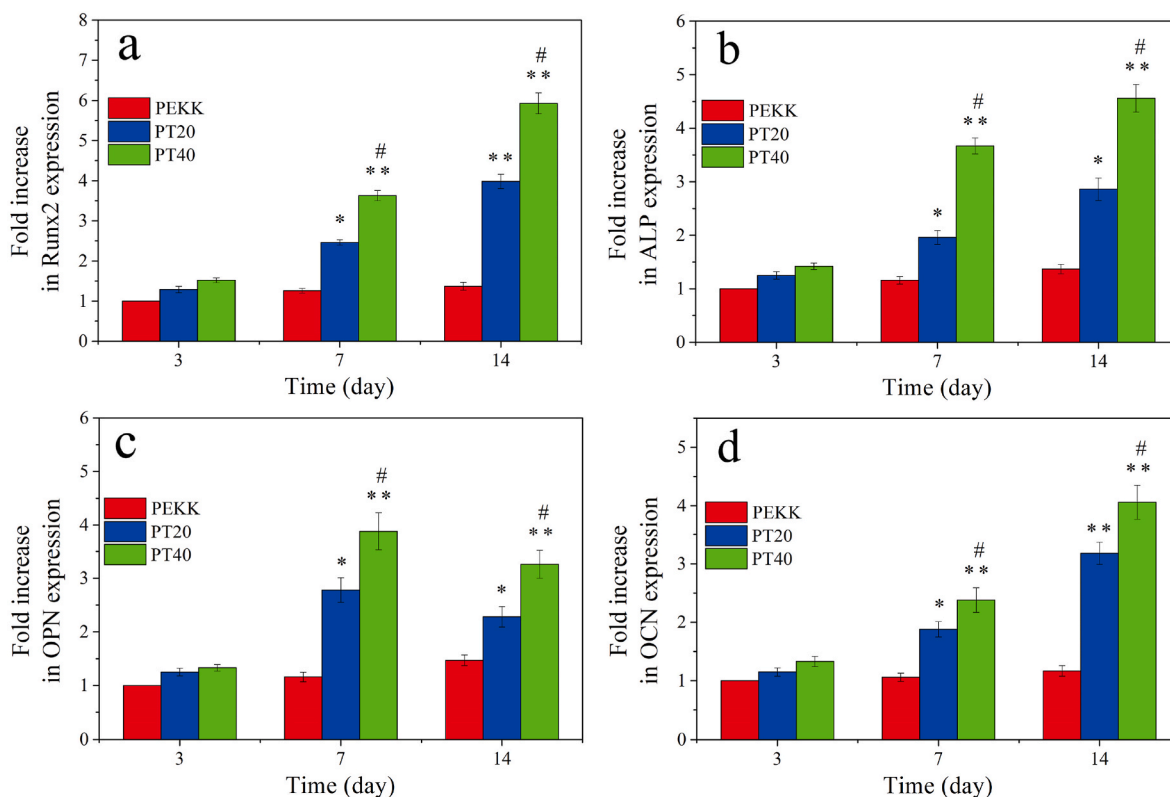 a
8
7
6
5
4
3
2
1
0
Fold increase
in Runx2 expression
PEKK
PT20
PT40
*
#
**
**
#
**
3
7
14
Time (day)
b
6
5
4
3
2
1
0
Fold increase
in ALP expression
PEKK
PT20
PT40
*
#
**
*
#
**
3
7
14
Time (day)
c
6
5
4
3
2
1
0
Fold increase
in OPN expression
PEKK
PT20
PT40
*
#
**
*
#
**
3
7
14
Time (day)
d
5
4
3
2
1
0
Fold increase
in OCN expression
PEKK
PT20
PT40
*
#
**
**
#
**
3
7
14
Time (day)